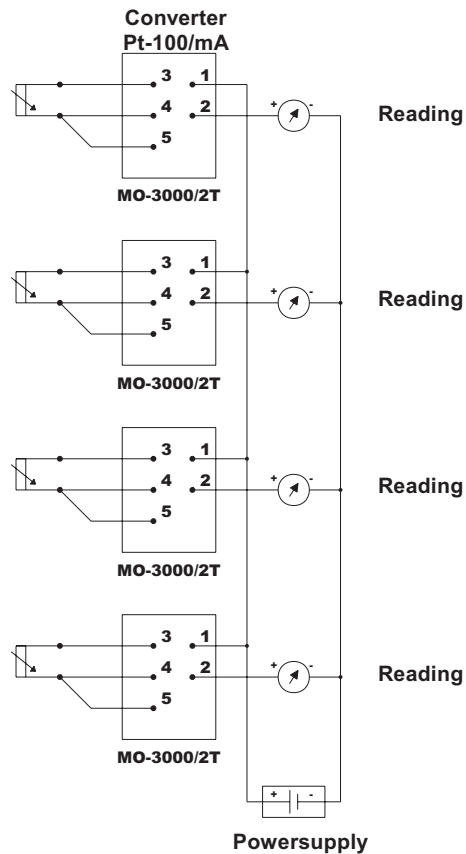 Converter
Pt-100/mA
3 1
4 2 + - Reading
5
MO-3000/2T
3 1
4 2 + - Reading
5
MO-3000/2T
3 1
4 2 + - Reading
5
MO-3000/2T
3 1
4 2 + - Reading
5
MO-3000/2T
+ -
Powersupply